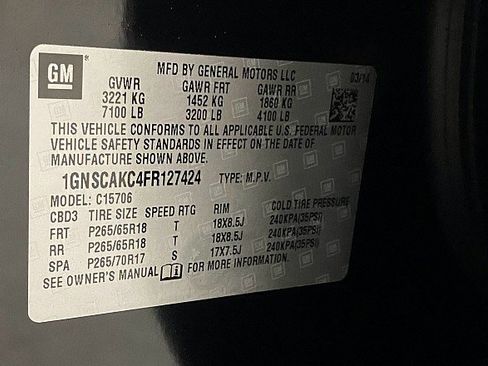 GM
MFD BY GENERAL MOTORS LLC
03/14
GVWR GAWR FRT GAWR RR
3221 KG 1452 KG 1860 KG
7100 LB 3200 LB 4100 LB
THIS VEHICLE CONFORMS TO ALL APPLICABLE U.S. FEDERAL MOTOR
VEHICLE SAFETY STANDARDS IN EFFECT ON THE DATE OF
MANUFACTURE SHOWN ABOVE.
1GNSCAKC4FR127424 TYPE: M.P.V.
MODEL: C15706
CBD3 TIRE SIZE SPEED RTG RIM COLD TIRE PRESSURE
FRT P265/65R18 T 18X8.5J 240KPA(35PSI)
RR P265/65R18 T 18X8.5J 240KPA(35PSI)
SPA P265/70R17 S 17X7.5J 240KPA(35PSI)
SEE OWNER'S MANUAL FOR MORE INFORMATION.